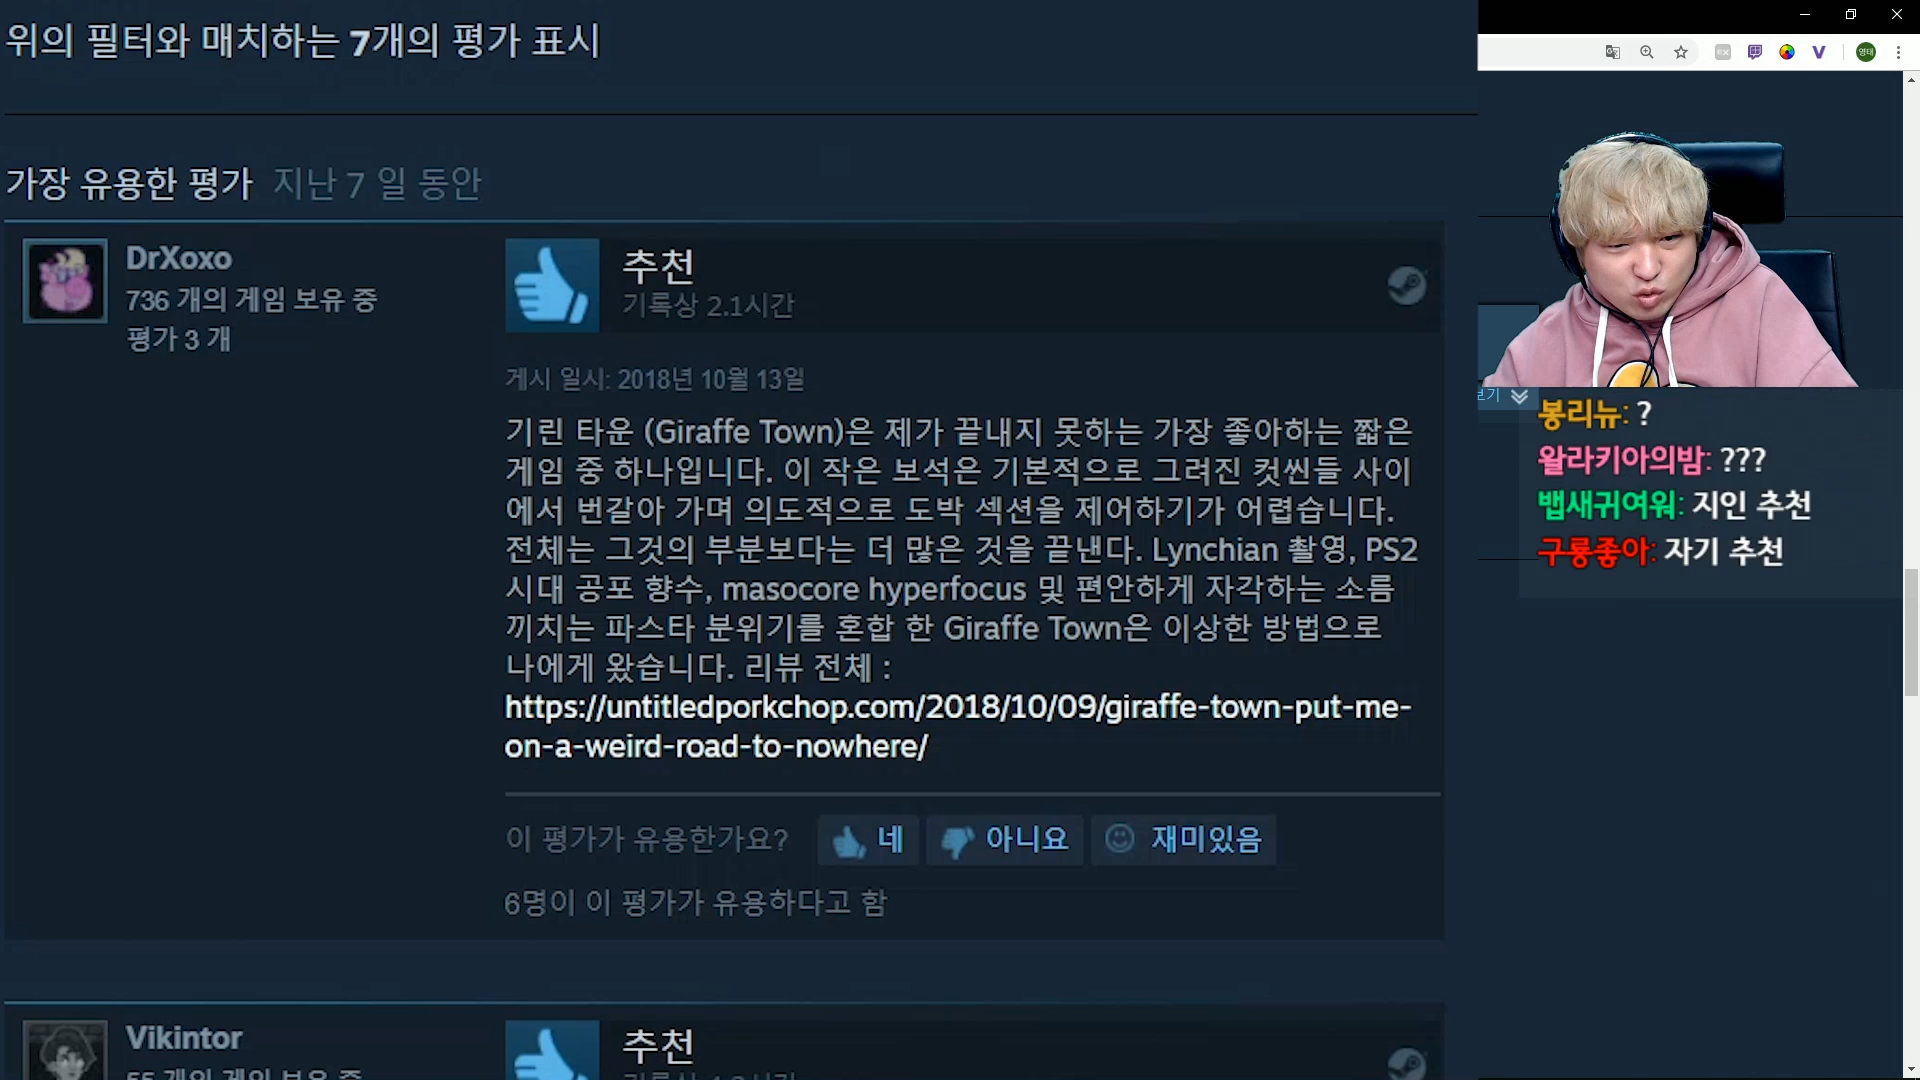 위의 필터와 매치하는 7개의 평가 표시
가장 유용한 평가 지난 7 일 동안
DrXoxo
736 개의 게임 보유 중
평가 3 개
추천
기록상 2.1시간
게시 일시: 2018년 10월 13일
기린 타운 (Giraffe Town)은 제가 끝내지 못하는 가장 좋아하는 짧은
게임 중 하나입니다. 이 작은 보석은 기본적으로 그려진 컷씬들 사이
에서 번갈아 가며 의도적으로 도박 섹션을 제어하기가 어렵습니다.
전체는 그것의 부분보다는 더 많은 것을 끝낸다. Lynchian 촬영, PS2
시대 공포 향수, masocore hyperfocus 및 편안하게 자각하는 소름
끼치는 파스타 분위기를 혼합 한 Giraffe Town은 이상한 방법으로
나에게 왔습니다. 리뷰 전체 :
https://untitledporkchop.com/2018/10/09/giraffe-town-put-me-
on-a-weird-road-to-nowhere/
이 평가가 유용한가요? 네 아니요 재미있음
6명이 이 평가가 유용하다고 함
Vikintor
추천
영태
보기
봉리뉴: ?
왈라키아의밤: ???
뱁새귀여워: 지인 추천
구룡좋아: 자기 추천